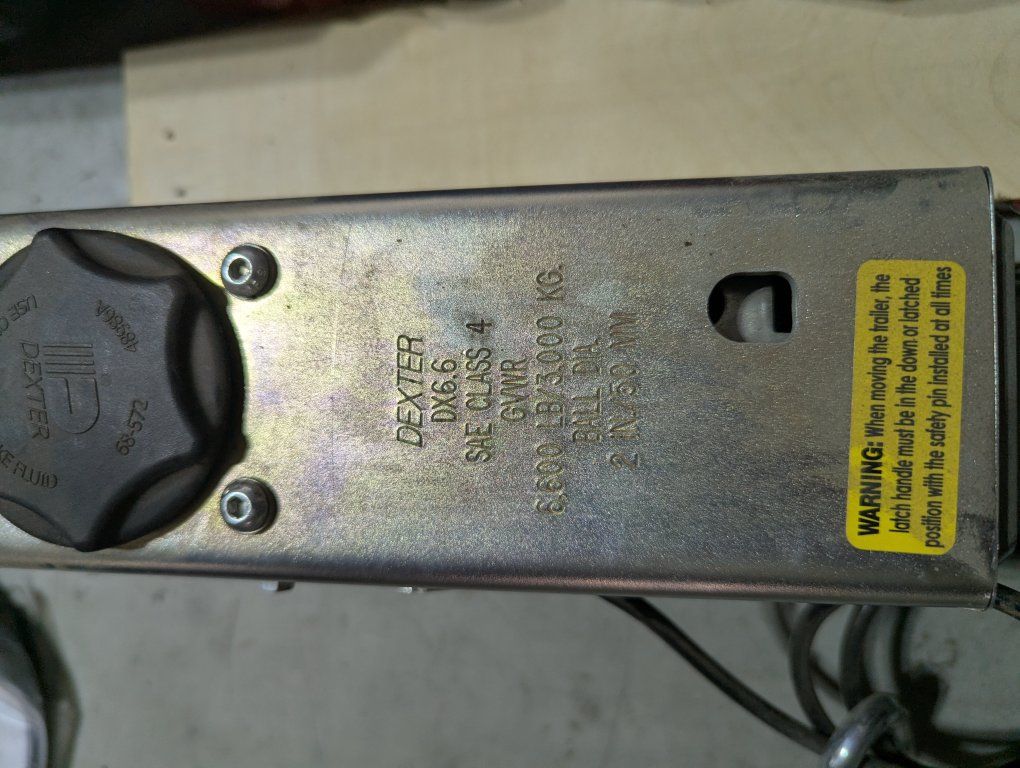 USE
DEXTER
68-572
FLUID
DEXTER
DX6.6
SAE CLASS 4
GVWR
6,600 LB/3,000 KG.
BALL DIA.
2 IN./50 MM
WARNING: When moving the trailer, the
latch handle must be in the down or latched
position with the safety pin installed at all times